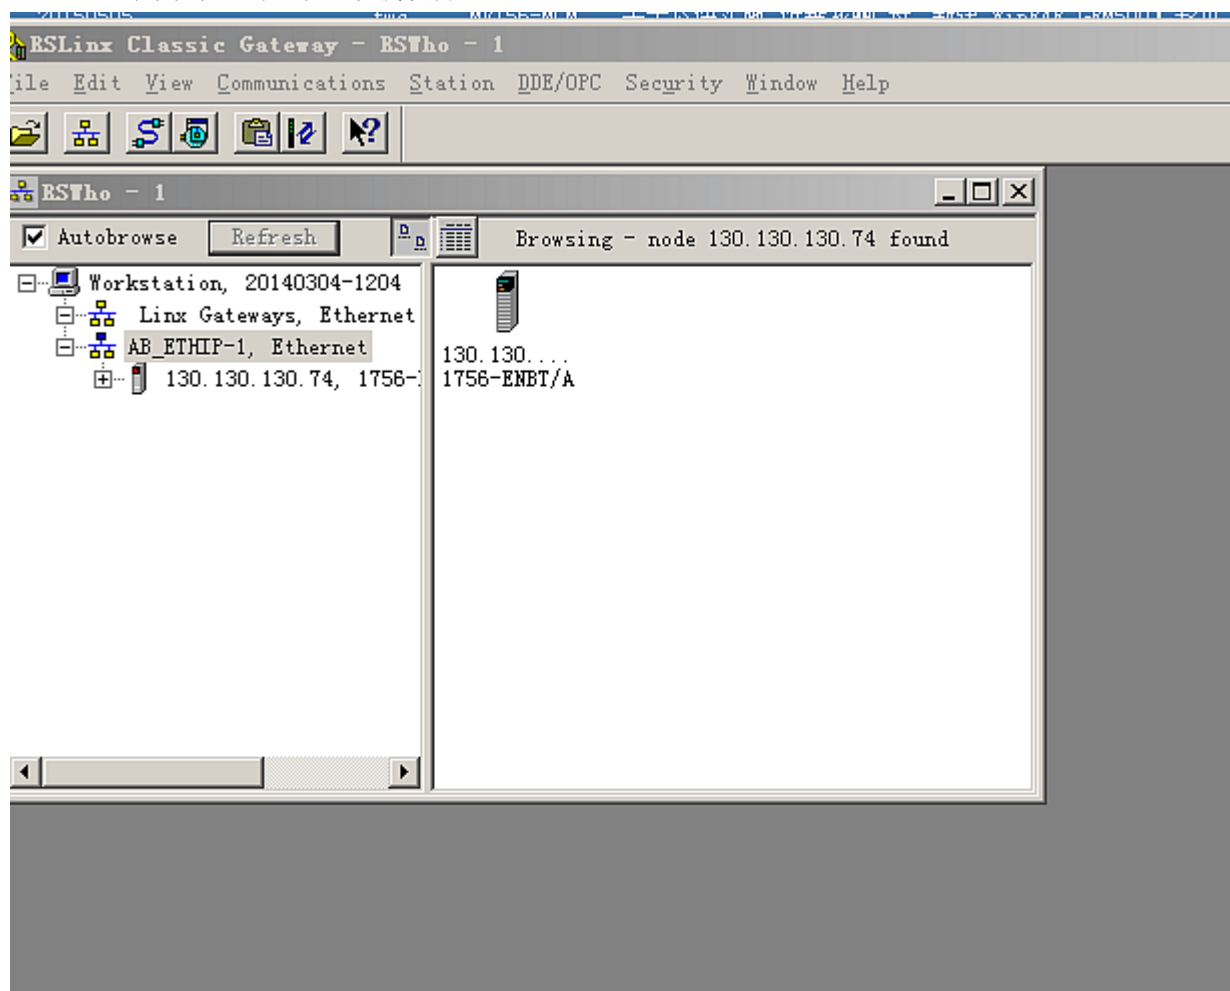 RSLinx Classic Gateway - RSWho - 1
ile Edit View Communications Station DDE/OPC Security Window Help
RSWho - 1
Autobrowse Refresh Browsing - node 130.130.130.74 found
Workstation, 20140304-1204
Linx Gateways, Ethernet
AB_ETHIP-1, Ethernet
130.130.130.74, 1756-
130.130....
1756-ENBT/A